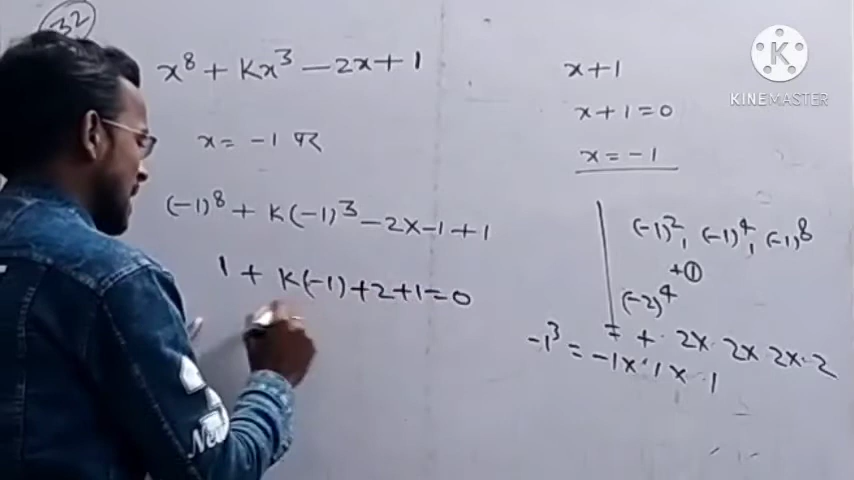 32
x⁸ + Kx³ - 2x + 1
x = -1 पर
(-1)⁸ + K(-1)³ - 2x - 1 + 1
1 + K(-1) + 2 + 1 = 0
x + 1
x + 1 = 0
x = -1
(-1)², (-1)⁴, (-1)⁸
+①
(-2)⁴
= + · 2x · 2x · 2x · 2
-1³ = -1x · 1x · 1
K
KINEMASTER
New